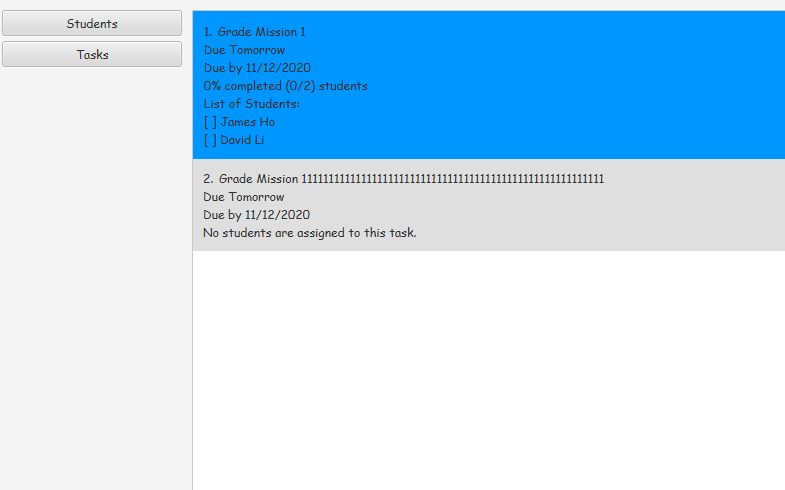 Students
Tasks
1. Grade Mission 1
Due Tomorrow
Due by 11/12/2020
0% completed (0/2) students
List of Students:
[ ] James Ho
[ ] David Li
2. Grade Mission 11111111111111111111111111111111111111111111111111111111
Due Tomorrow
Due by 11/12/2020
No students are assigned to this task.